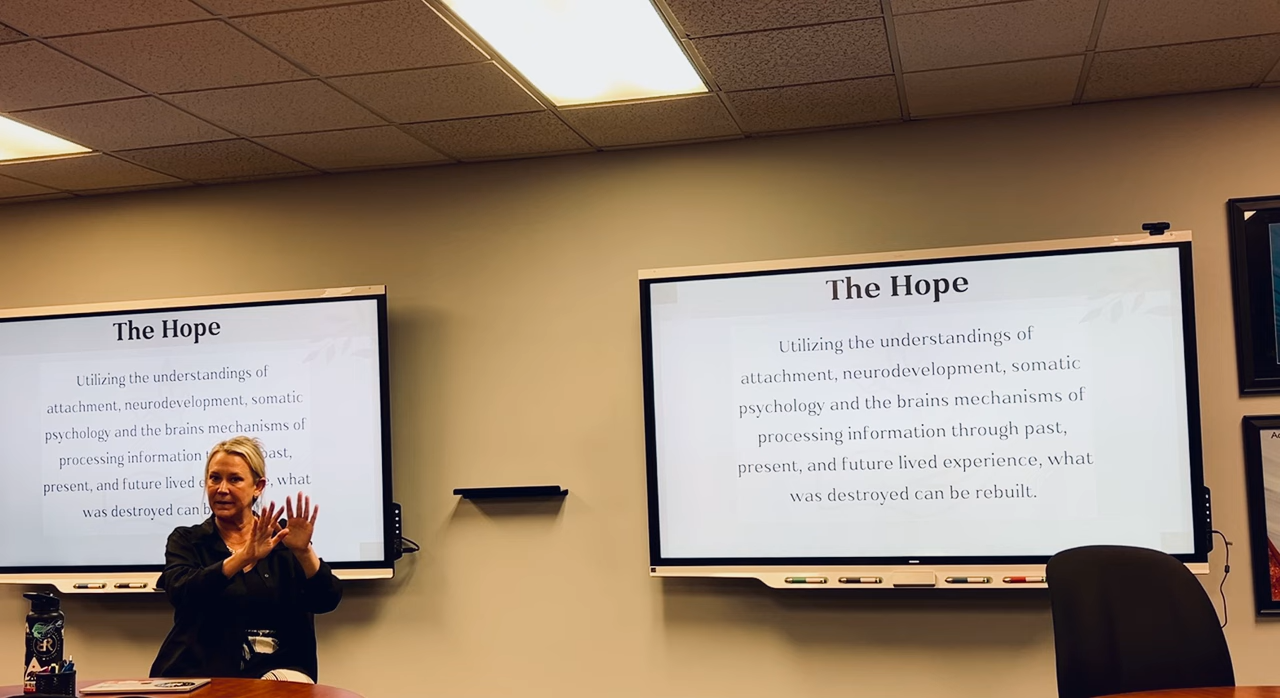 The Hope
Utilizing the understandings of
attachment, neurodevelopment, somatic
psychology and the brains mechanisms of
processing information past,
present, and future lived what
was destroyed can
The Hope
Utilizing the understandings of
attachment, neurodevelopment, somatic
psychology and the brains mechanisms of
processing information through past,
present, and future lived experience, what
was destroyed can be rebuilt.